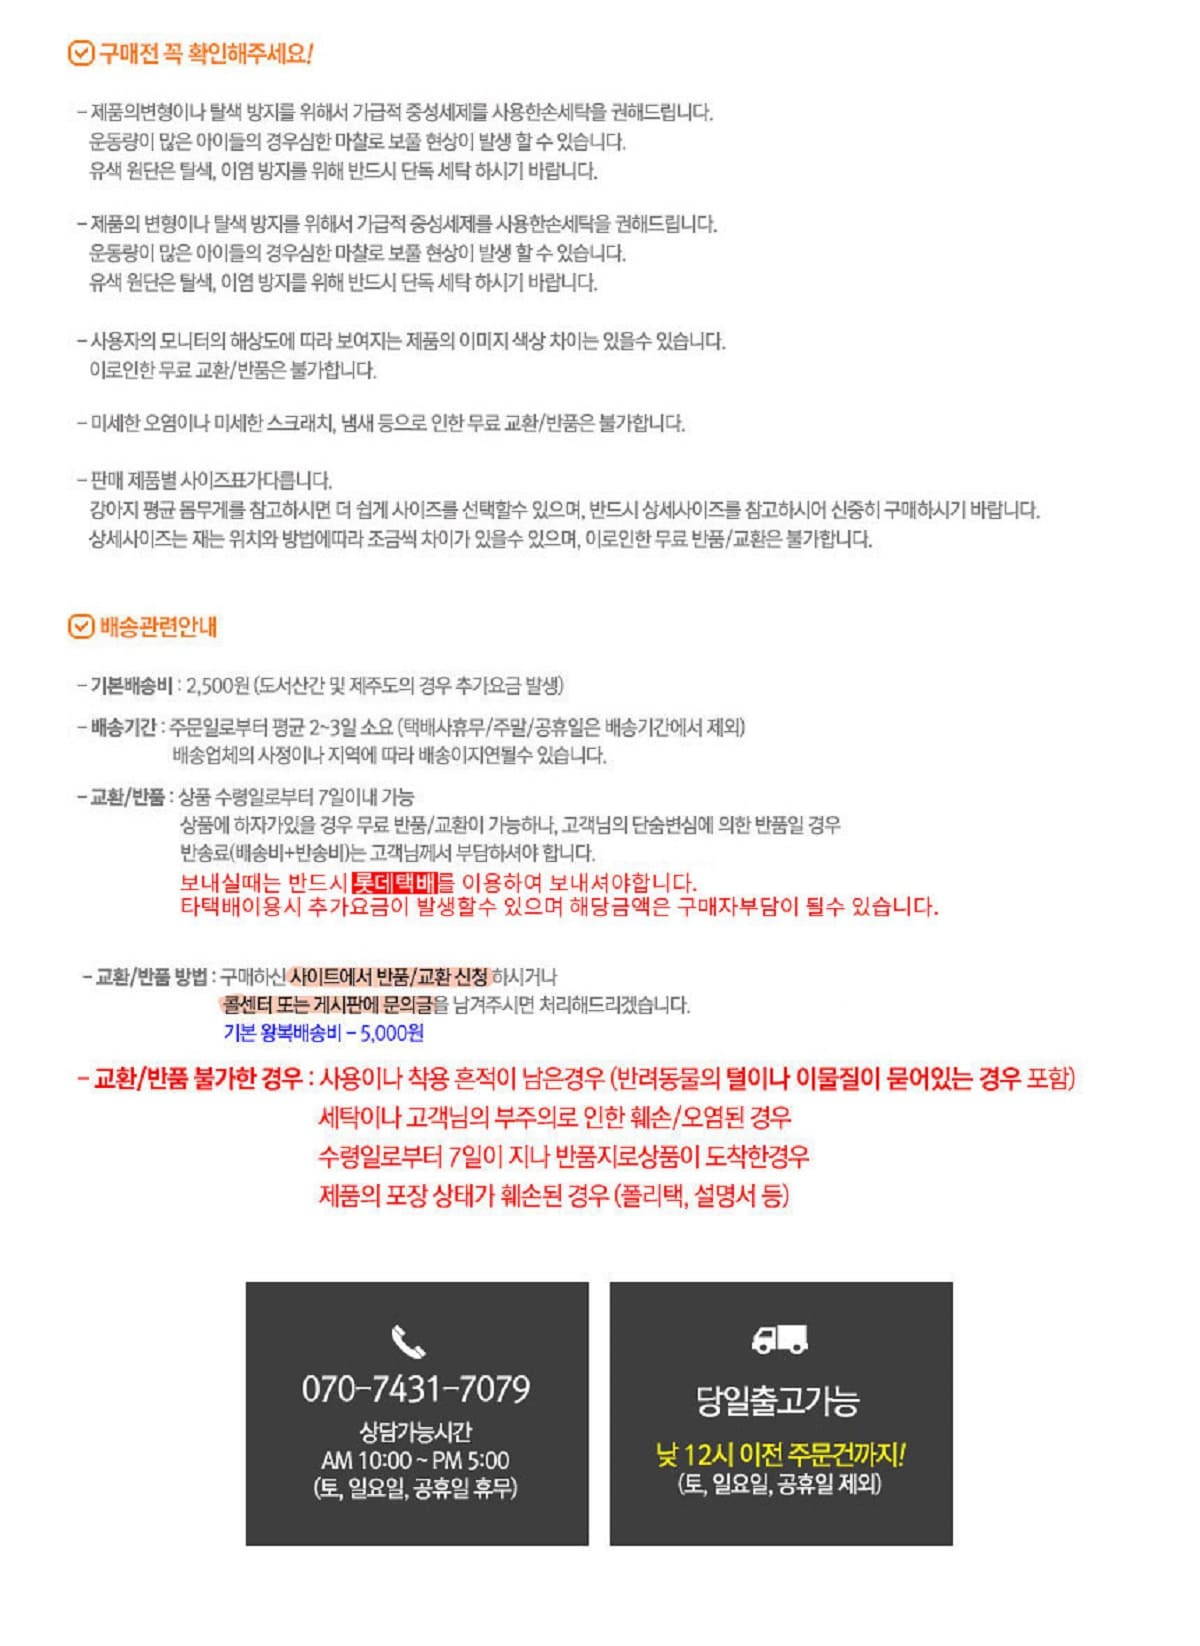 구매전 꼭 확인해주세요!
- 제품의변형이나 탈색 방지를 위해서 가급적 중성세제를 사용한손세탁을 권해드립니다.
운동량이 많은 아이들의 경우심한 마찰로 보풀 현상이 발생 할 수 있습니다.
유색 원단은 탈색, 이염 방지를 위해 반드시 단독 세탁 하시기 바랍니다.
- 제품의 변형이나 탈색 방지를 위해서 가급적 중성세제를 사용한손세탁을 권해드립니다.
운동량이 많은 아이들의 경우심한 마찰로 보풀 현상이 발생 할 수 있습니다.
유색 원단은 탈색, 이염 방지를 위해 반드시 단독 세탁 하시기 바랍니다.
- 사용자의 모니터의 해상도에 따라 보여지는 제품의 이미지 색상 차이는 있을수 있습니다.
이로인한 무료 교환/반품은 불가합니다.
- 미세한 오염이나 미세한 스크래치, 냄새 등으로 인한 무료 교환/반품은 불가합니다.
- 판매 제품별 사이즈표가다릅니다.
강아지 평균 몸무게를 참고하시면 더 쉽게 사이즈를 선택할수 있으며, 반드시 상세사이즈를 참고하시어 신중히 구매하시기 바랍니다.
상세사이즈는 재는 위치와 방법에따라 조금씩 차이가 있을수 있으며, 이로인한 무료 반품/교환은 불가합니다.
배송관련안내
- 기본배송비 : 2,500원 (도서산간 및 제주도의 경우 추가요금 발생)
- 배송기간 : 주문일로부터 평균 2~3일 소요 (택배사휴무/주말/공휴일은 배송기간에서 제외)
배송업체의 사정이나 지역에 따라 배송이지연될수 있습니다.
- 교환/반품 : 상품 수령일로부터 7일이내 가능
상품에 하자가있을 경우 무료 반품/교환이 가능하나, 고객님의 단숨변심에 의한 반품일 경우
반송료(배송비+반송비)는 고객님께서 부담하셔야 합니다.
보내실때는 반드시 롯데택배를 이용하여 보내셔야합니다.
타택배이용시 추가요금이 발생할수 있으며 해당금액은 구매자부담이 될수 있습니다.
- 교환/반품 방법 : 구매하신 사이트에서 반품/교환 신청 하시거나
콜센터 또는 게시판에 문의글을 남겨주시면 처리해드리겠습니다.
기본 왕복배송비 - 5,000원
- 교환/반품 불가한 경우 : 사용이나 착용 흔적이 남은경우 (반려동물의 털이나 이물질이 묻어있는 경우 포함)
세탁이나 고객님의 부주의로 인한 훼손/오염된 경우
수령일로부터 7일이 지나 반품지로상품이 도착한경우
제품의 포장 상태가 훼손된 경우 (폴리택, 설명서 등)
070-7431-7079
상담가능시간
AM 10:00 ~ PM 5:00
(토, 일요일, 공휴일 휴무)
당일출고가능
낮 12시 이전 주문건까지!
(토, 일요일, 공휴일 제외)